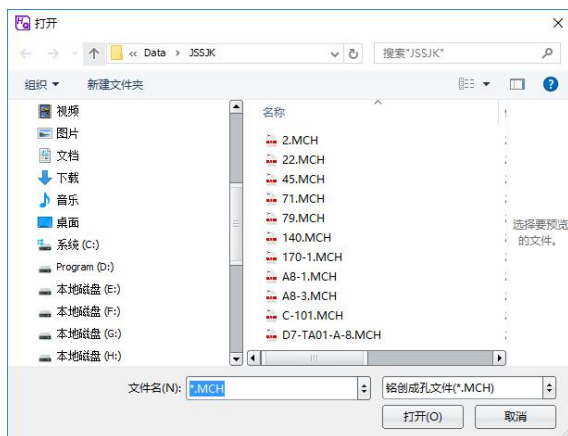 打开
« Data › JSSJK
搜索"JSSJK"
组织
新建文件夹
视频
图片
文档
下载
音乐
桌面
系统 (C:)
Program (D:)
本地磁盘 (E:)
本地磁盘 (F:)
本地磁盘 (G:)
本地磁盘 (H:)
名称
2.MCH
22.MCH
45.MCH
71.MCH
79.MCH
140.MCH
170-1.MCH
A8-1.MCH
A8-3.MCH
C-101.MCH
D7-TA01-A-8.MCH
选择要预览
的文件。
文件名(N):
*.MCH
铭创成孔文件(*.MCH)
打开(O)
取消